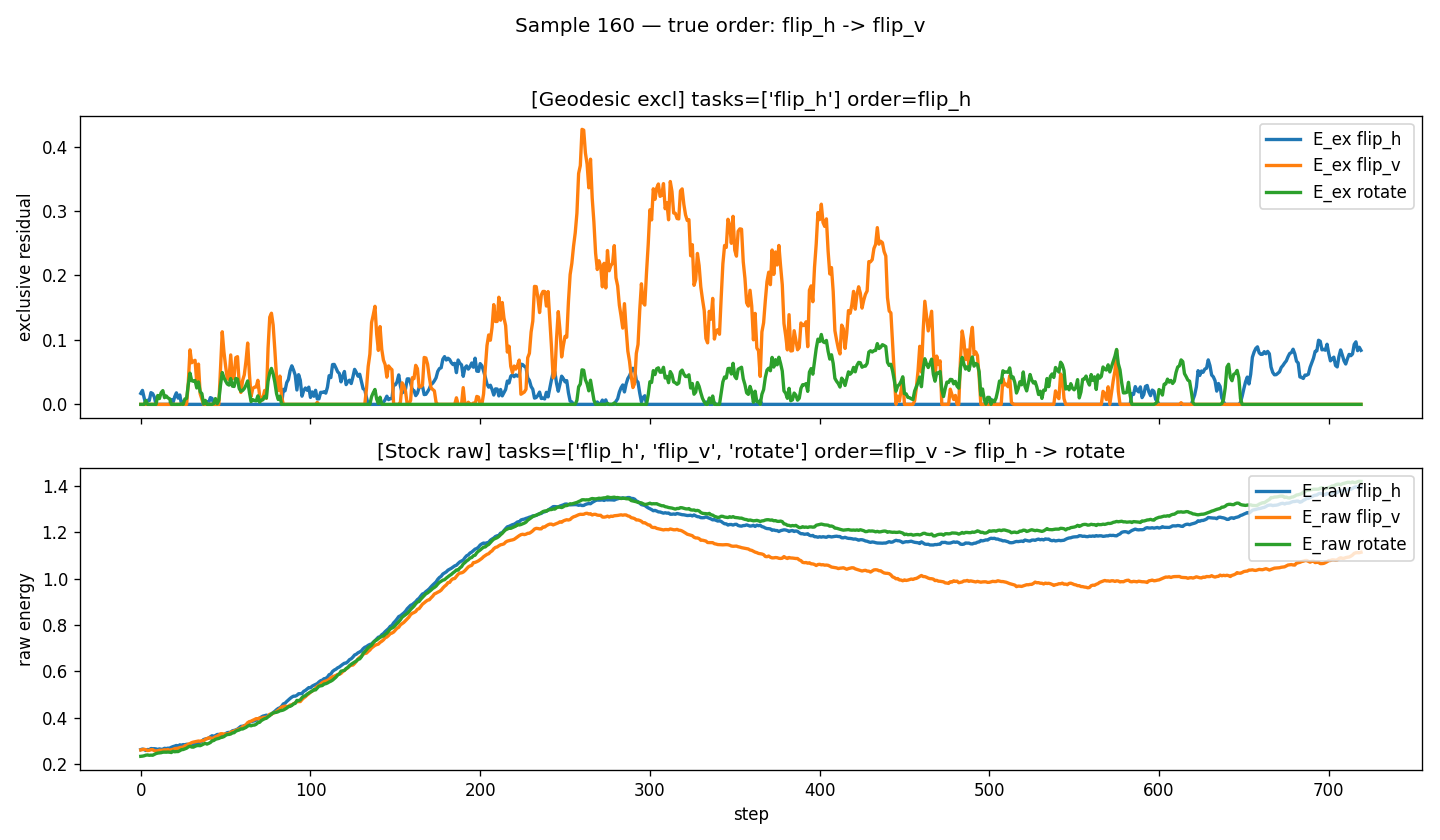 Sample 160 — true order: flip_h -> flip_v
[Geodesic excl] tasks=['flip_h'] order=flip_h
exclusive residual
0.4
0.3
0.2
0.1
0.0
E_ex flip_h
E_ex flip_v
E_ex rotate
[Stock raw] tasks=['flip_h', 'flip_v', 'rotate'] order=flip_v -> flip_h -> rotate
raw energy
1.4
1.2
1.0
0.8
0.6
0.4
0.2
E_raw flip_h
E_raw flip_v
E_raw rotate
0 100 200 300 400 500 600 700
step